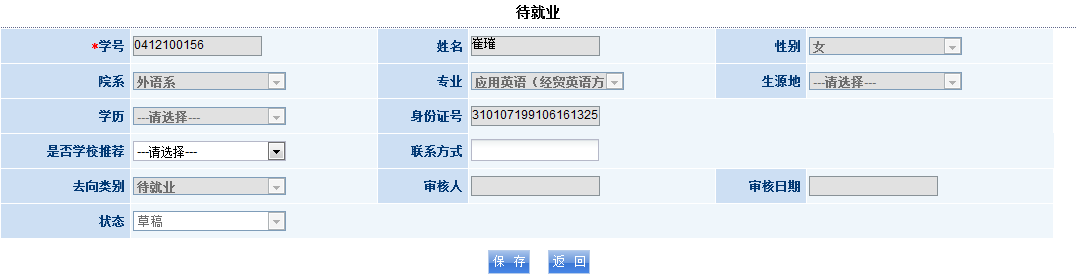 待就业
*学号 0412100156 姓名 崔璀 性别 女
院系 外语系 专业 应用英语（经贸英语方 生源地 ---请选择---
学历 ---请选择--- 身份证号 310107199106161325
是否学校推荐 ---请选择--- 联系方式
去向类别 待就业 审核人 审核日期
状态 草稿
保 存 返 回